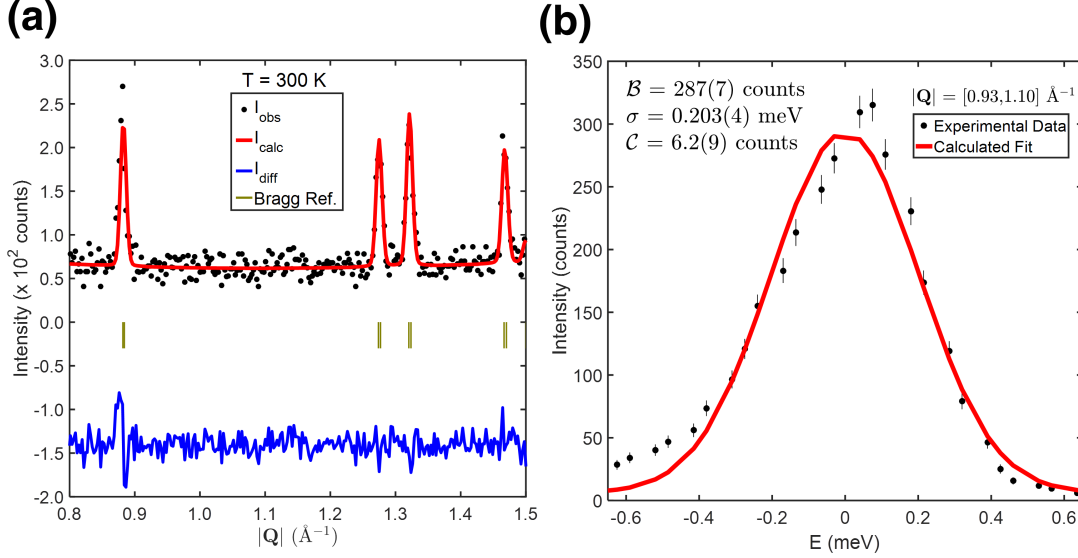 (a)
T = 300 K
I_obs
I_calc
I_diff
Bragg Ref.
Intensity (x 10² counts)
3.0
2.5
2.0
1.5
1.0
0.5
0.0
-0.5
-1.0
-1.5
-2.0
0.8 0.9 1.0 1.1 1.2 1.3 1.4 1.5
|Q| (Å⁻¹)
(b)
B = 287(7) counts
σ = 0.203(4) meV
C = 6.2(9) counts
|Q| = [0.93,1.10] Å⁻¹
Experimental Data
Calculated Fit
Intensity (counts)
350
300
250
200
150
100
50
0
-0.6 -0.4 -0.2 0 0.2 0.4 0.6
E (meV)